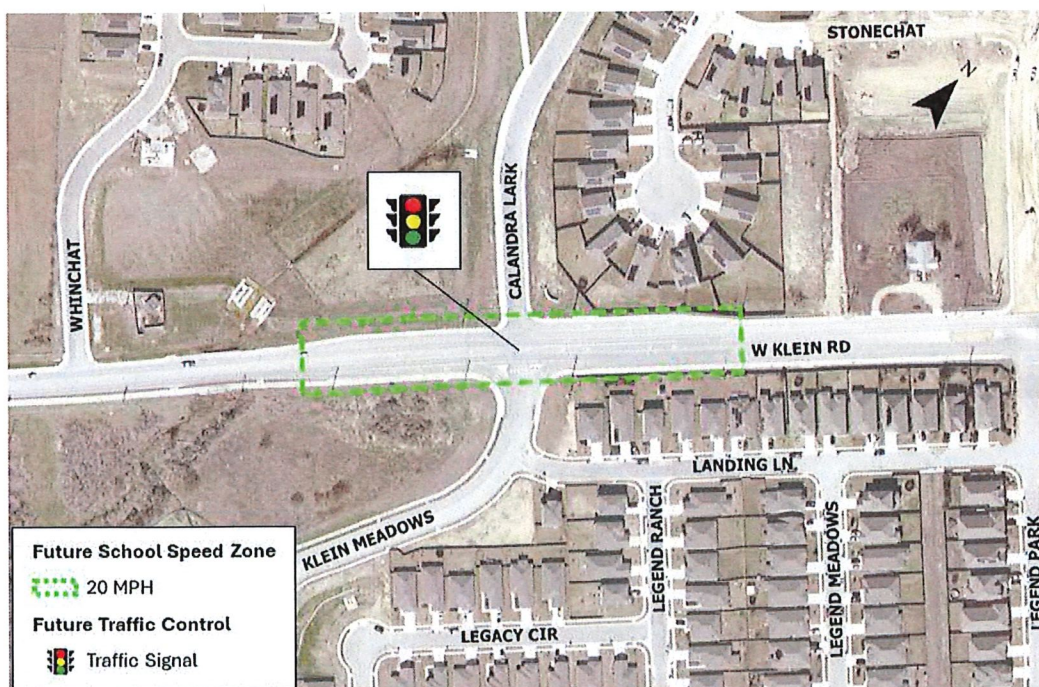 STONECHAT
N
CALANDRA LARK
WHINCHAT
W KLEIN RD
LANDING LN
KLEIN MEADOWS
LEGEND RANCH
LEGEND MEADOWS
LEGEND PARK
LEGACY CIR
Future School Speed Zone
20 MPH
Future Traffic Control
Traffic Signal